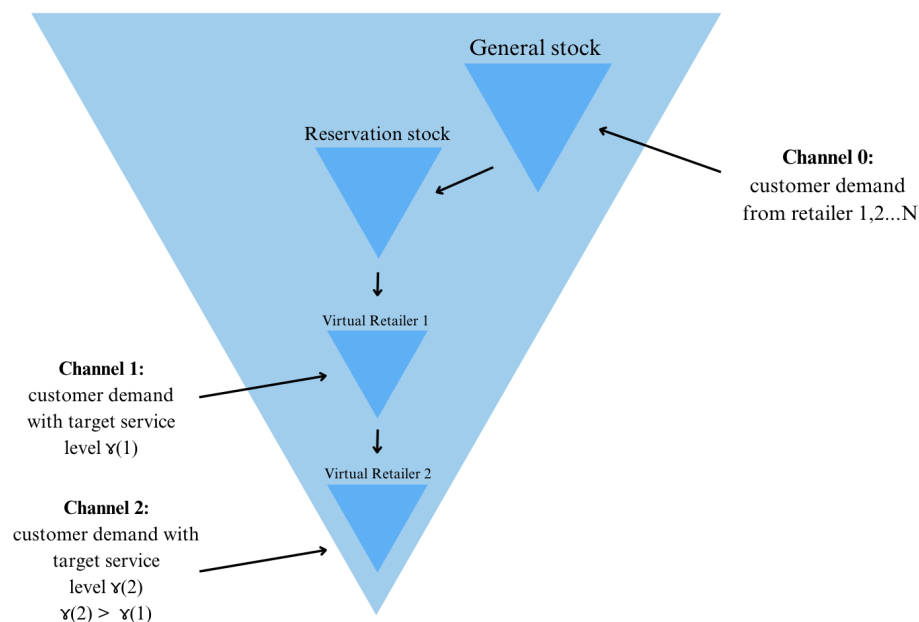 General stock
Reservation stock
Channel 0:
customer demand
from retailer 1,2...N
Virtual Retailer 1
Channel 1:
customer demand
with target service
level ɤ(1)
Virtual Retailer 2
Channel 2:
customer demand with
target service
level ɤ(2)
ɤ(2) > ɤ(1)